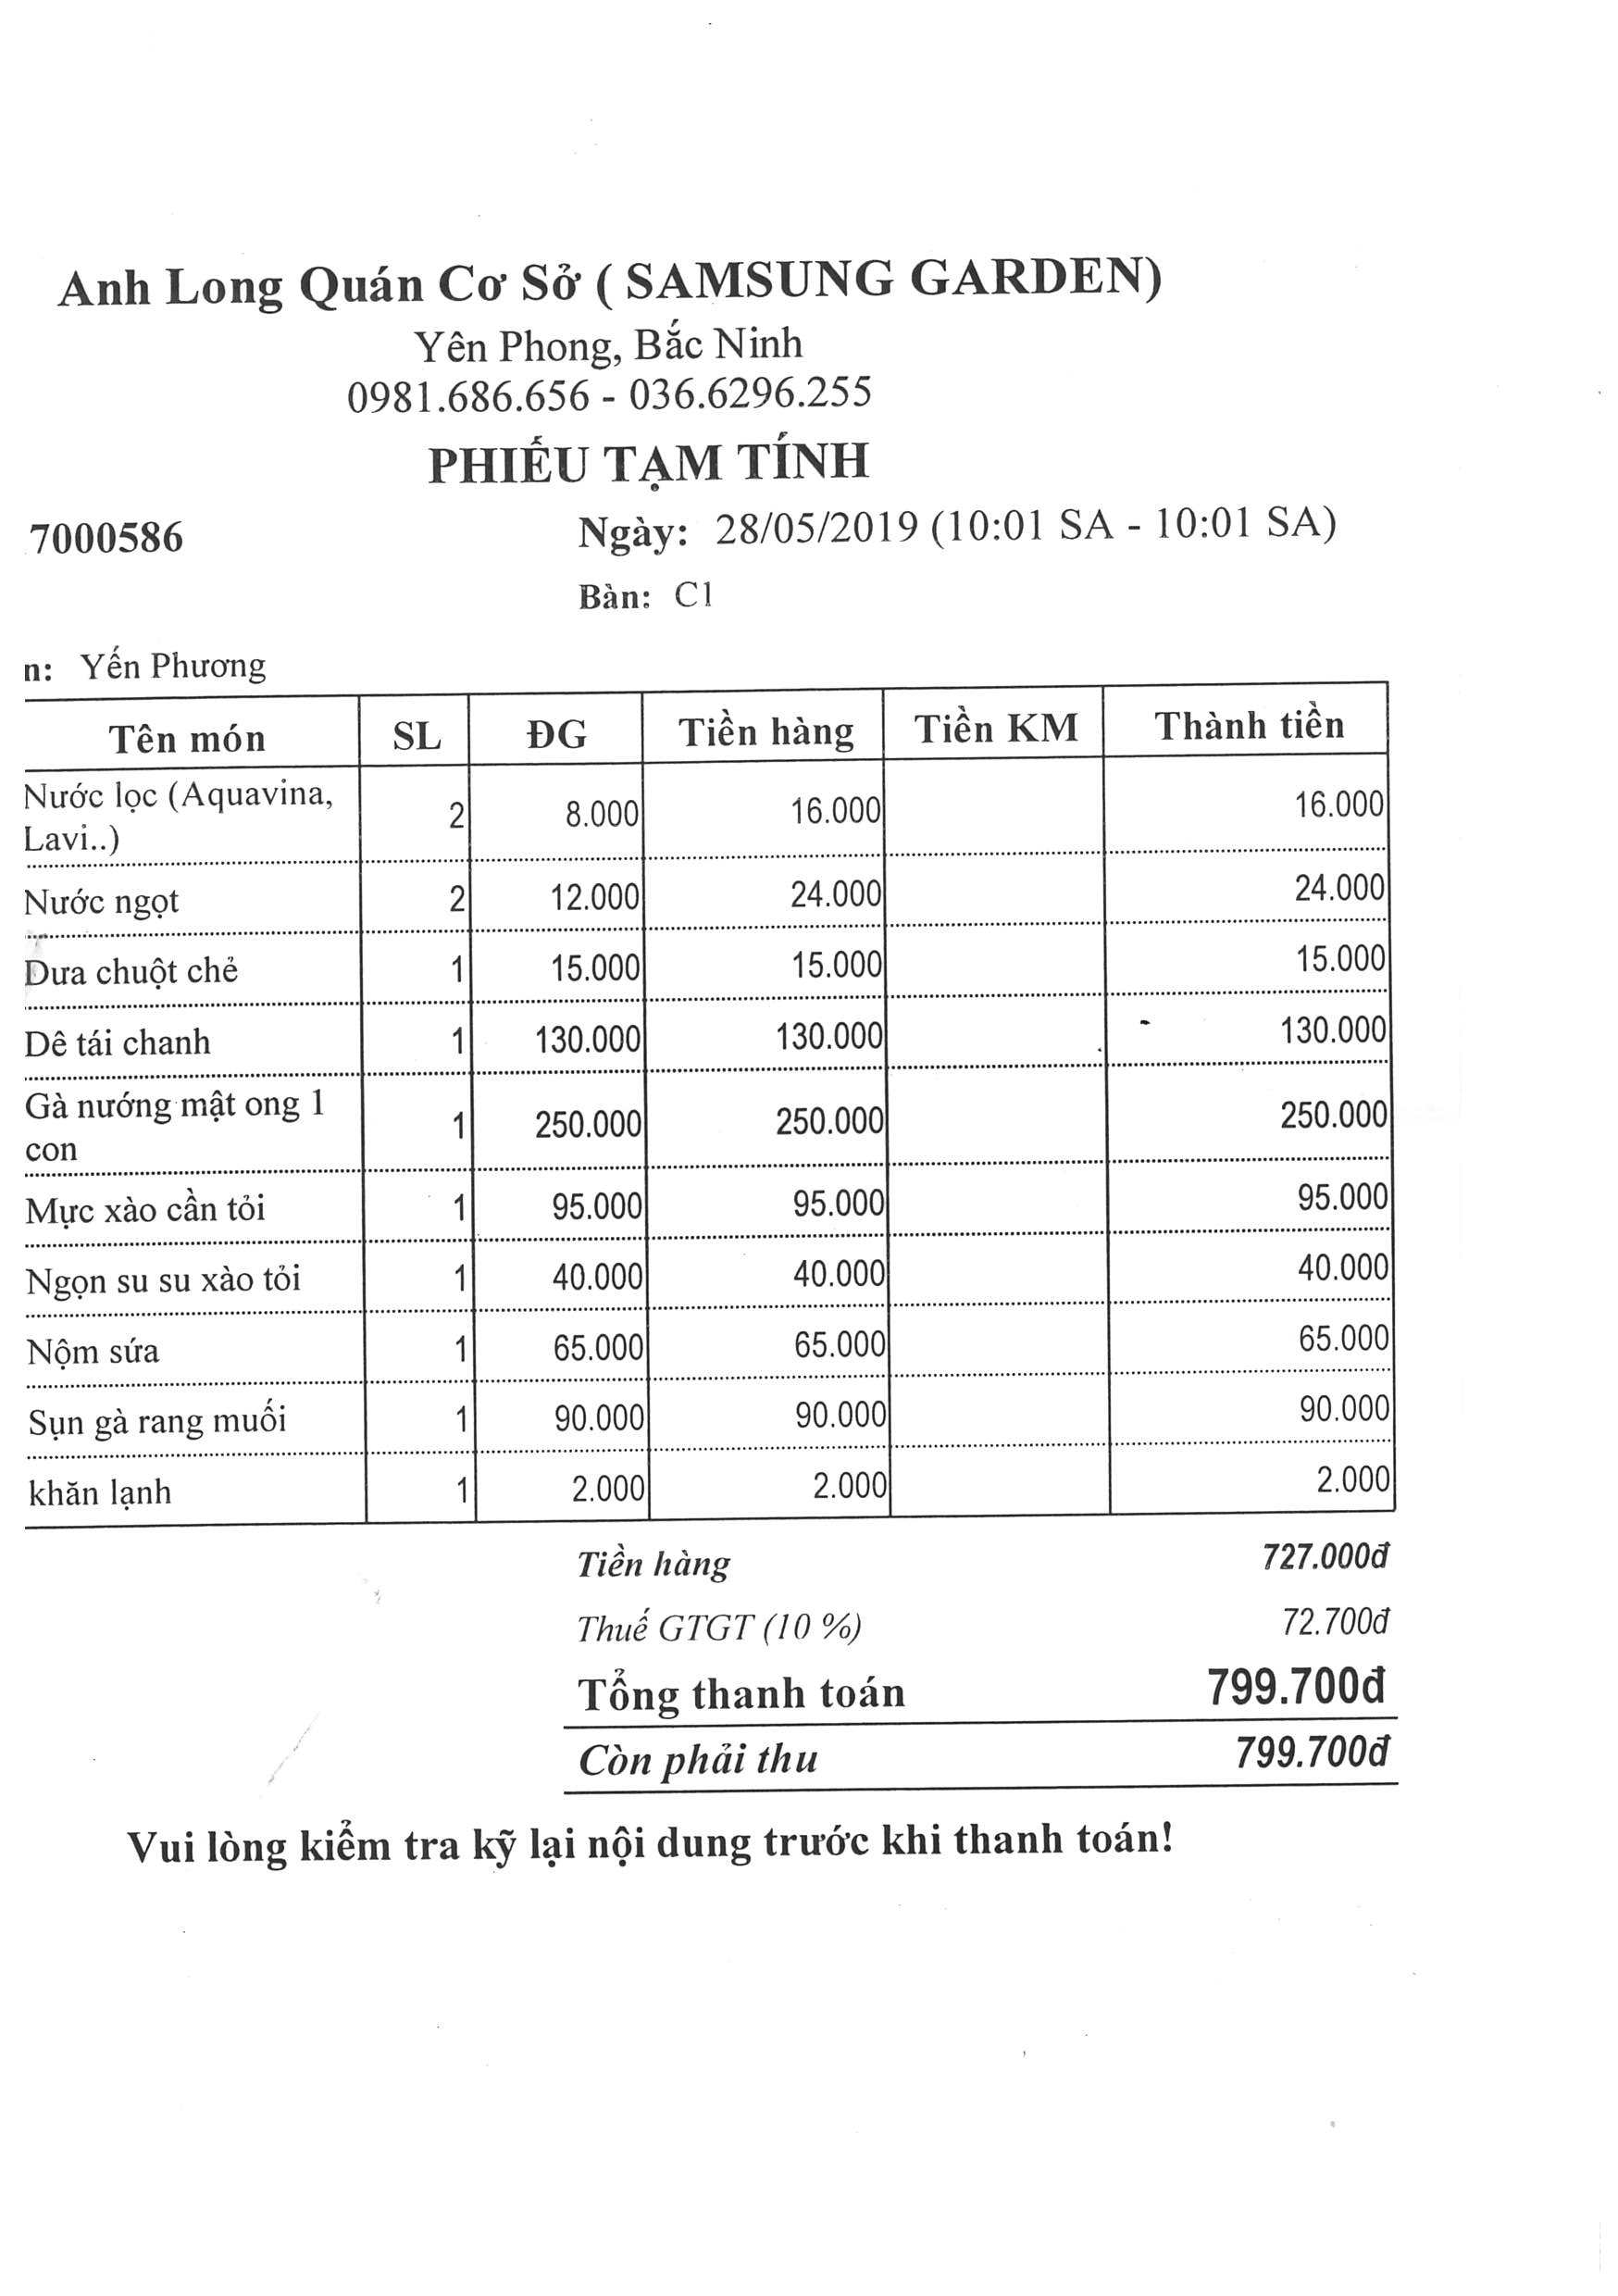 Anh Long Quán Cơ Sở ( SAMSUNG GARDEN)
Yên Phong, Bắc Ninh
0981.686.656 - 036.6296.255
PHIẾU TẠM TÍNH
7000586 Ngày: 28/05/2019 (10:01 SA - 10:01 SA)
Bàn: C1
n: Yến Phương
Tên món SL ĐG Tiền hàng Tiền KM Thành tiền
Nước lọc (Aquavina,
Lavi..) 2 8.000 16.000 16.000
Nước ngọt 2 12.000 24.000 24.000
Dưa chuột chẻ 1 15.000 15.000 15.000
Dê tái chanh 1 130.000 130.000 130.000
Gà nướng mật ong 1
con 1 250.000 250.000 250.000
Mực xào cần tỏi 1 95.000 95.000 95.000
Ngọn su su xào tỏi 1 40.000 40.000 40.000
Nộm sứa 1 65.000 65.000 65.000
Sụn gà rang muối 1 90.000 90.000 90.000
khăn lạnh 1 2.000 2.000 2.000
Tiền hàng 727.000đ
Thuế GTGT (10 %) 72.700đ
Tổng thanh toán 799.700đ
Còn phải thu 799.700đ
Vui lòng kiểm tra kỹ lại nội dung trước khi thanh toán!